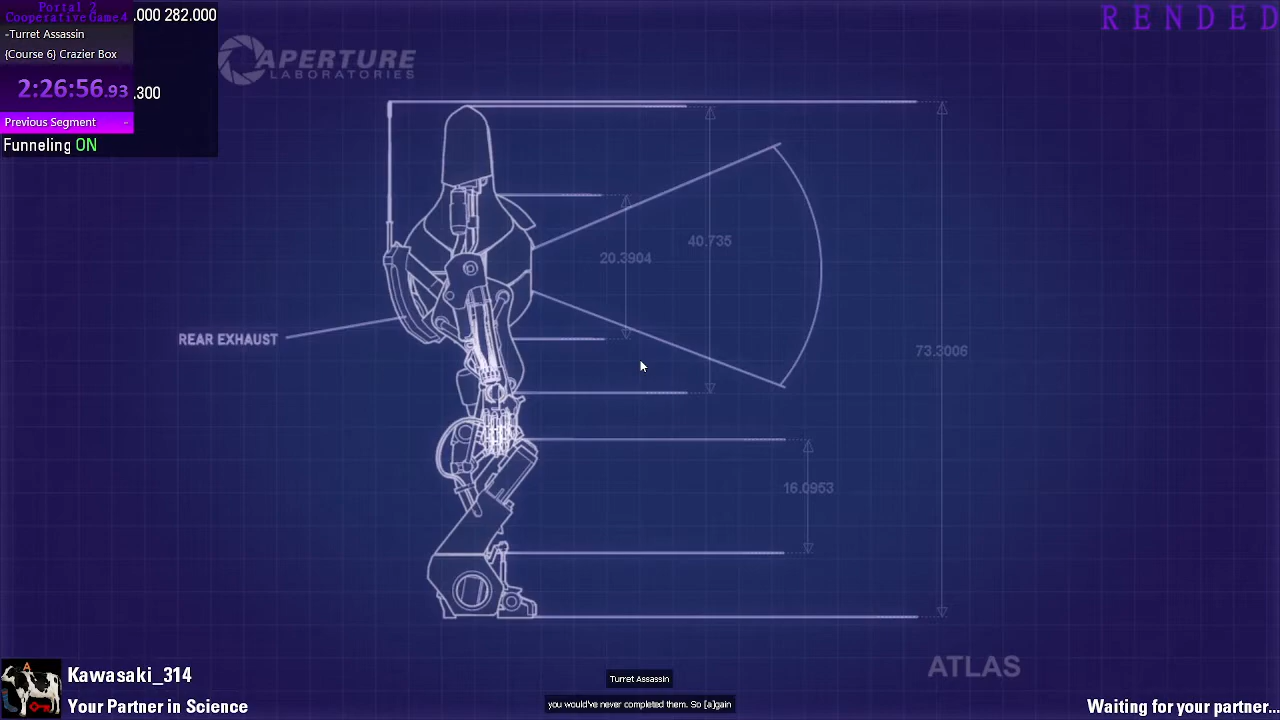 Portal 2
Cooperative Game 4
.000 282.000
RENDED
-Turret Assassin
{Course 6} Crazier Box
2:26:56.93
.300
Previous Segment -
Funneling ON
APERTURE
LABORATORIES
40.735
20.3904
REAR EXHAUST
73.3006
16.0953
ATLAS
Kawasaki_314
Your Partner in Science
Turret Assassin
you would've never completed them. So [a]gain
Waiting for your partner...